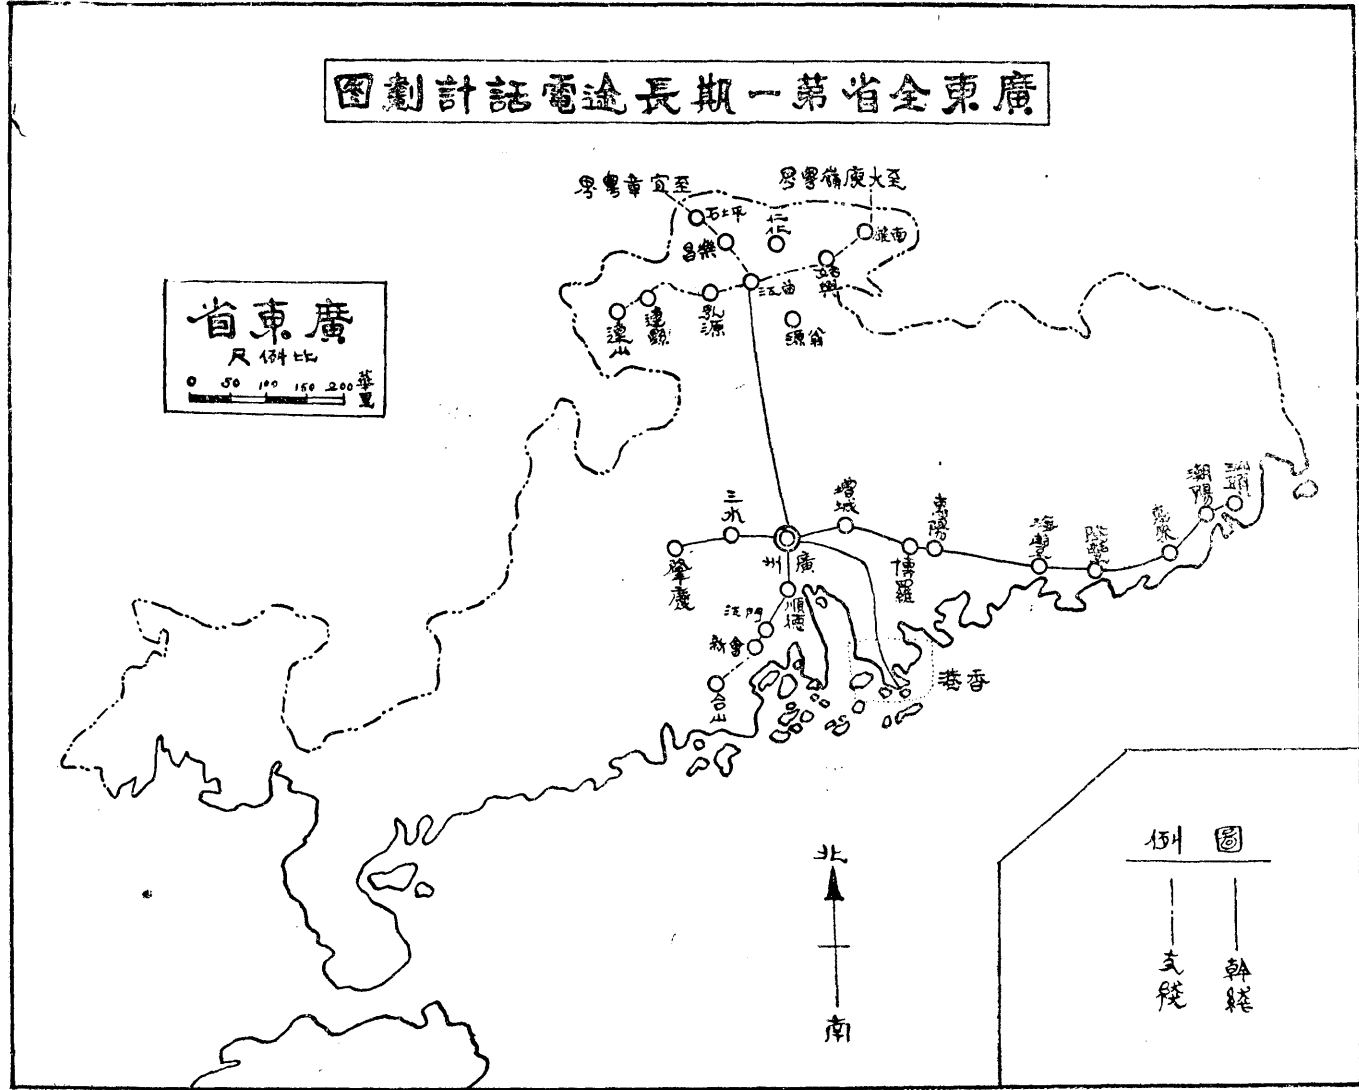 廣東全省第一期長途電話計劃图
至宜章粤界
至大庾嶺粤界
石坪
樂昌
仁化
南雄
始興
曲江
乳源
連縣
連山
翁源
廣東省
比例尺
0 50 100 150 200 華里
三水
肇慶
廣州
增城
博羅
惠陽
海豐
陸豐
惠來
潮陽
汕頭
順德
江門
新會
台山
香港
北
南
圖例
幹綫
支綫